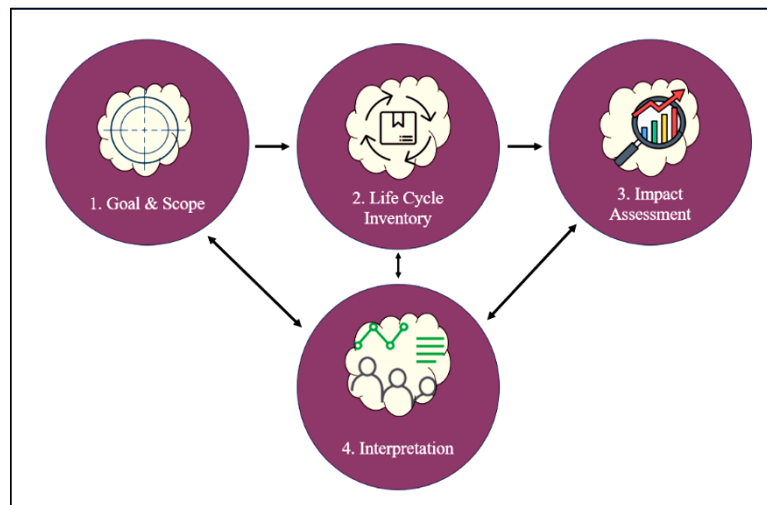 1. Goal & Scope
2. Life Cycle
Inventory
3. Impact
Assessment
4. Interpretation